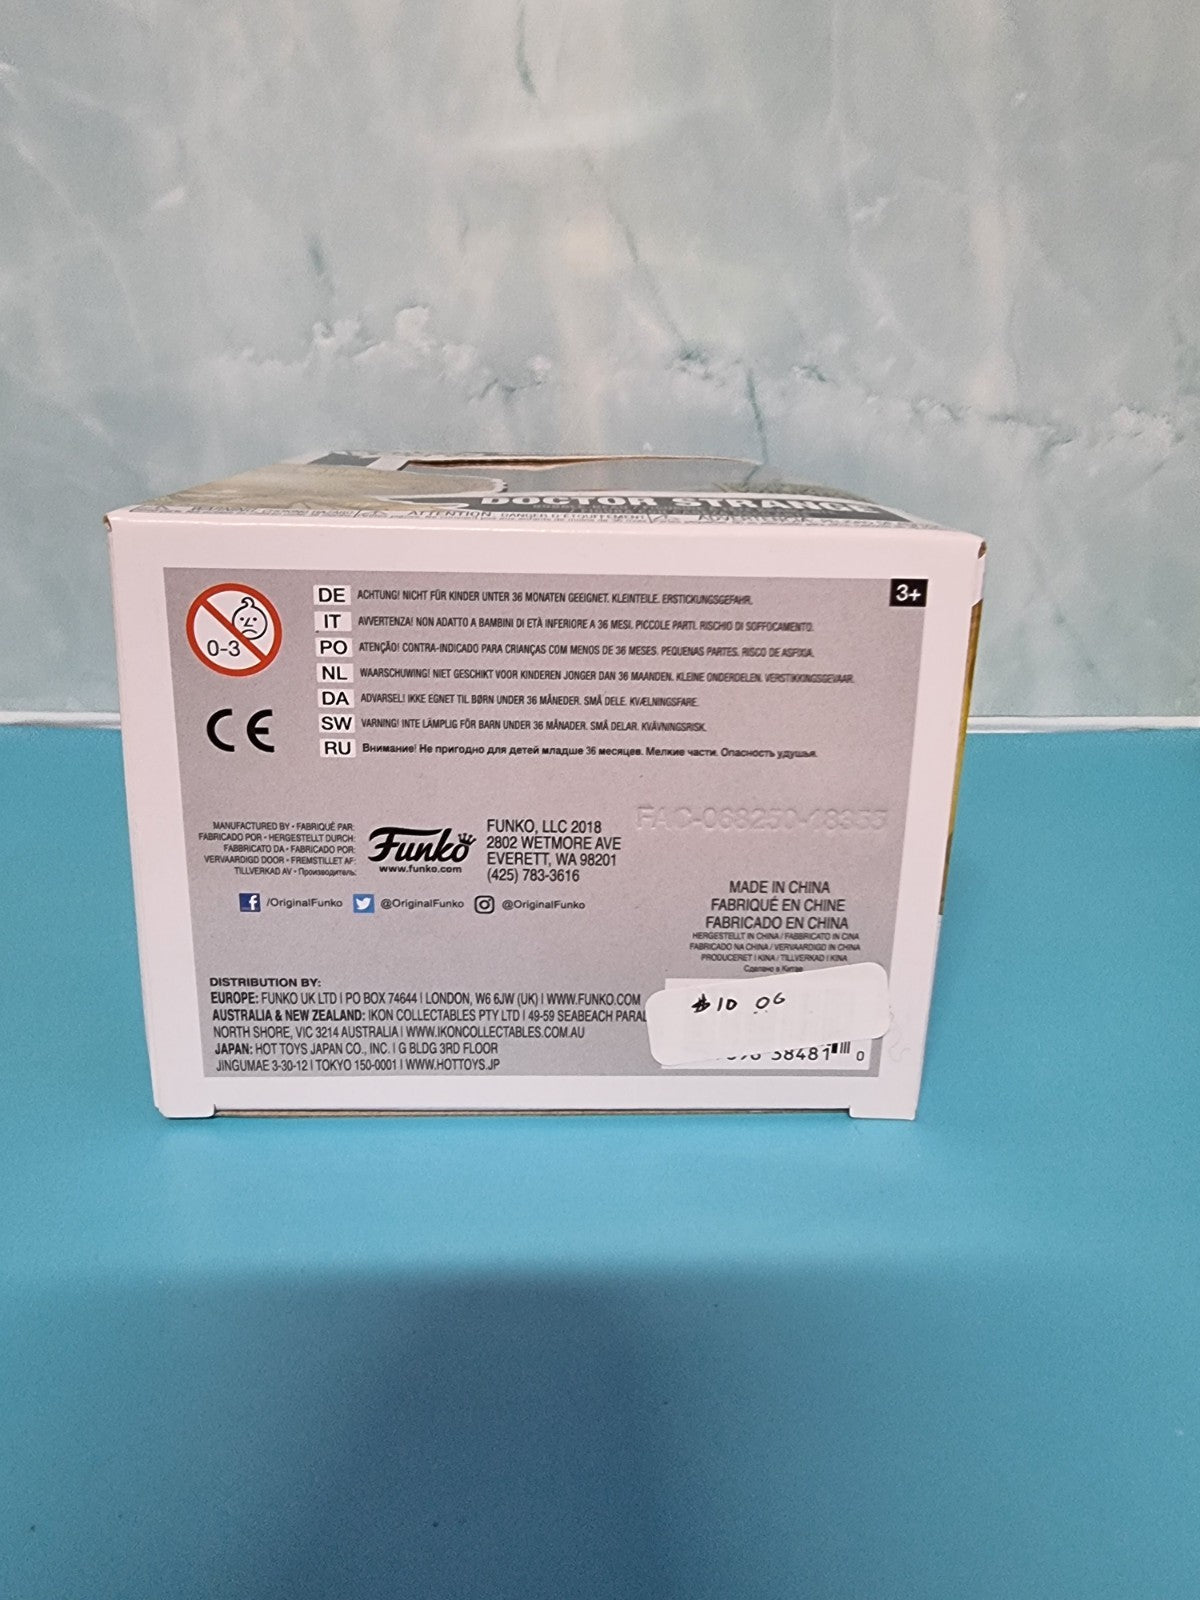 DOCTOR STRANGE
ATTENTION:
ADVERTENCIA:
3+
0-3
DE ACHTUNG! NICHT FÜR KINDER UNTER 36 MONATEN GEEIGNET. KLEINTEILE. ERSTICKUNGSGEFAHR.
IT AVVERTENZA! NON ADATTO A BAMBINI DI ETÀ INFERIORE A 36 MESI. PICCOLE PARTI. RISCHIO DI SOFFOCAMENTO.
PO ATENÇÃO! CONTRA-INDICADO PARA CRIANÇAS COM MENOS DE 36 MESES. PEQUENAS PARTES. RISCO DE ASFIXIA.
NL WAARSCHUWING! NIET GESCHIKT VOOR KINDEREN JONGER DAN 36 MAANDEN. KLEINE ONDERDELEN. VERSTIKKINGSGEVAAR.
DA ADVARSEL! IKKE EGNET TIL BØRN UNDER 36 MÅNEDER. SMÅ DELE. KVÆLNINGSFARE.
SW VARNING! INTE LÄMPLIG FÖR BARN UNDER 36 MÅNADER. SMÅ DELAR. KVÄVNINGSRISK.
RU Внимание! Не пригодно для детей младше 36 месяцев. Мелкие части. Опасность удушья.
CE
MANUFACTURED BY • FABRIQUÉ PAR:
FABRICADO POR • HERGESTELLT DURCH:
FABBRICATO DA • FABRICADO POR:
VERVAARDIGD DOOR • FREMSTILLET AF:
TILLVERKAD AV • Производитель:
Funko
www.funko.com
FUNKO, LLC 2018
2802 WETMORE AVE
EVERETT, WA 98201
(425) 783-3616
/OriginalFunko @OriginalFunko @OriginalFunko
MADE IN CHINA
FABRIQUÉ EN CHINE
FABRICADO EN CHINA
HERGESTELLT IN CHINA / FABBRICATO IN CINA
FABRICADO NA CHINA / VERVAARDIGD IN CHINA
PRODUCERET I KINA / TILLVERKAD I KINA
Сделано в Китае
DISTRIBUTION BY:
EUROPE: FUNKO UK LTD I PO BOX 74644 I LONDON, W6 6JW (UK) I WWW.FUNKO.COM
AUSTRALIA & NEW ZEALAND: IKON COLLECTABLES PTY LTD I 49-59 SEABEACH
NORTH SHORE, VIC 3214 AUSTRALIA I WWW.IKONCOLLECTABLES.COM.AU
JAPAN: HOT TOYS JAPAN CO., INC. I G BLDG 3RD FLOOR
JINGUMAE 3-30-12 I TOKYO 150-0001 I WWW.HOTTOYS.JP
$10 OG
38481 0